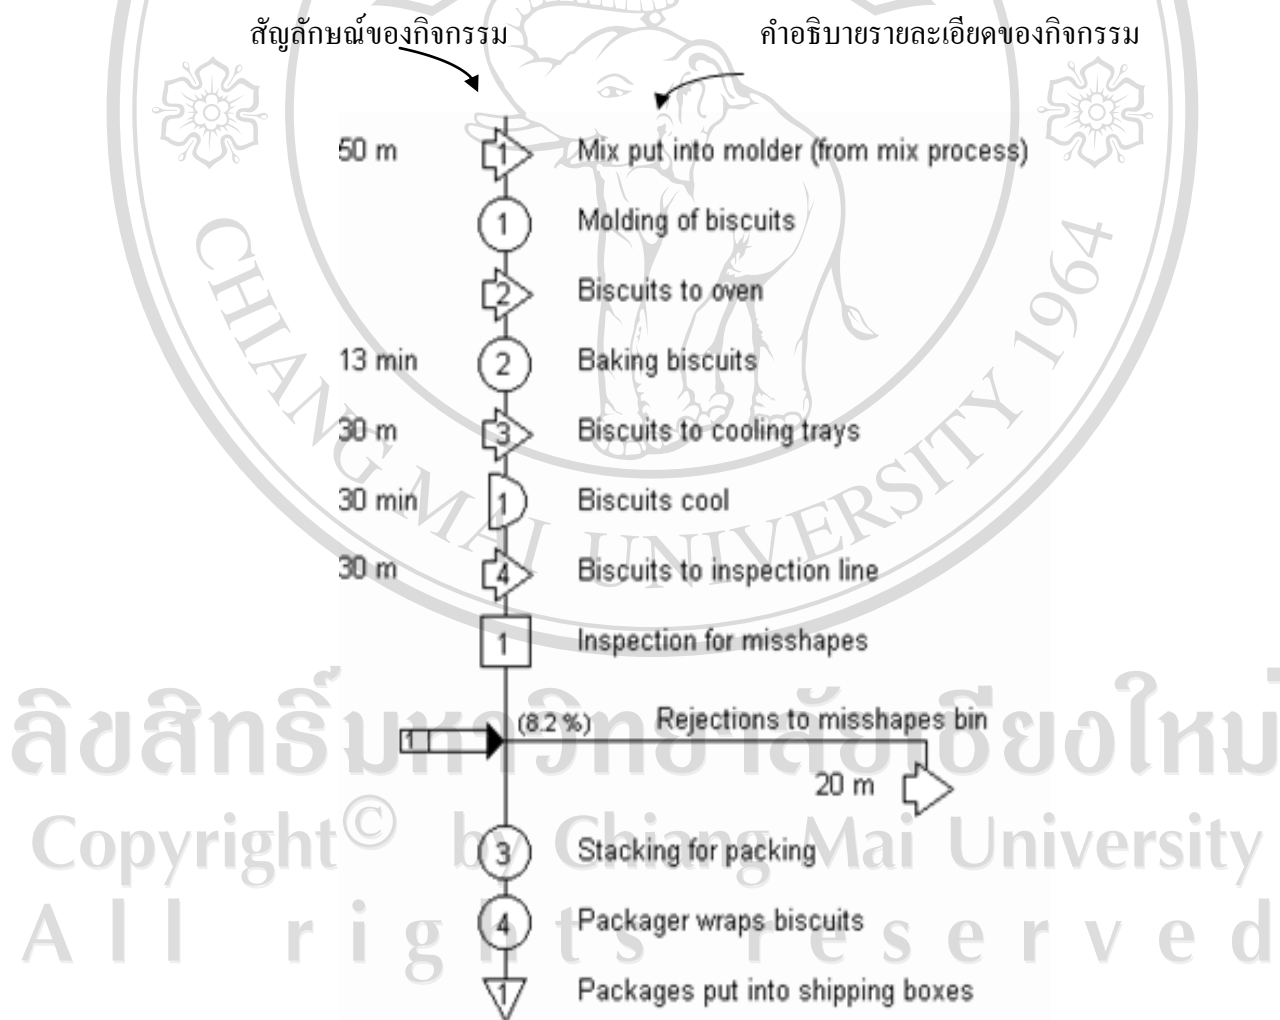 สัญลักษณ์ของกิจกรรม คำอธิบายรายละเอียดของกิจกรรม
50 m 1 Mix put into molder (from mix process)
1 Molding of biscuits
2 Biscuits to oven
13 min 2 Baking biscuits
30 m 3 Biscuits to cooling trays
30 min 1 Biscuits cool
30 m 4 Biscuits to inspection line
1 Inspection for misshapes
1 (8.2 %) Rejections to misshapes bin
20 m
3 Stacking for packing
4 Packager wraps biscuits
1 Packages put into shipping boxes
CHIANG MAI UNIVERSITY 1964
ลิขสิทธิ์มหาวิทยาลัยเชียงใหม่
Copyright© by Chiang Mai University
All rights reserved